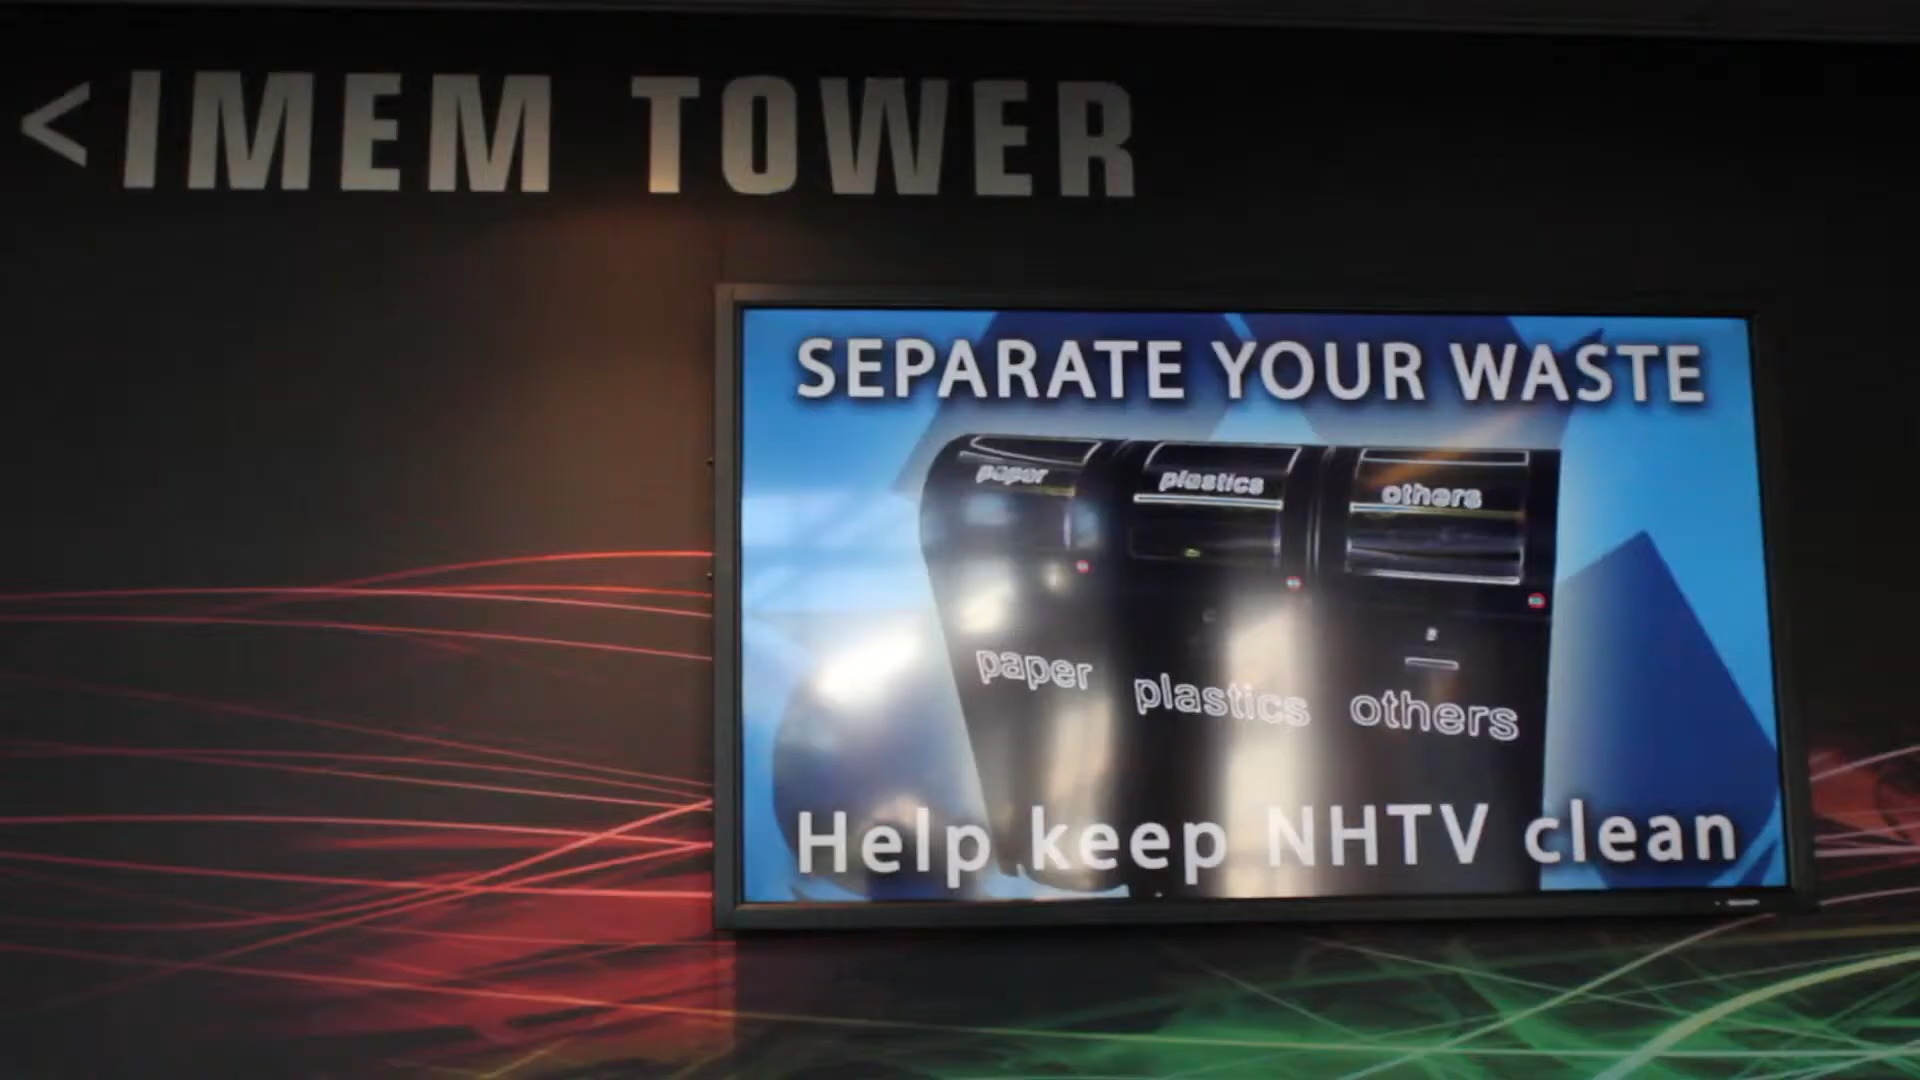 <IMEM TOWER
SEPARATE YOUR WASTE
paper plastics others
paper plastics others
Help keep NHTV clean